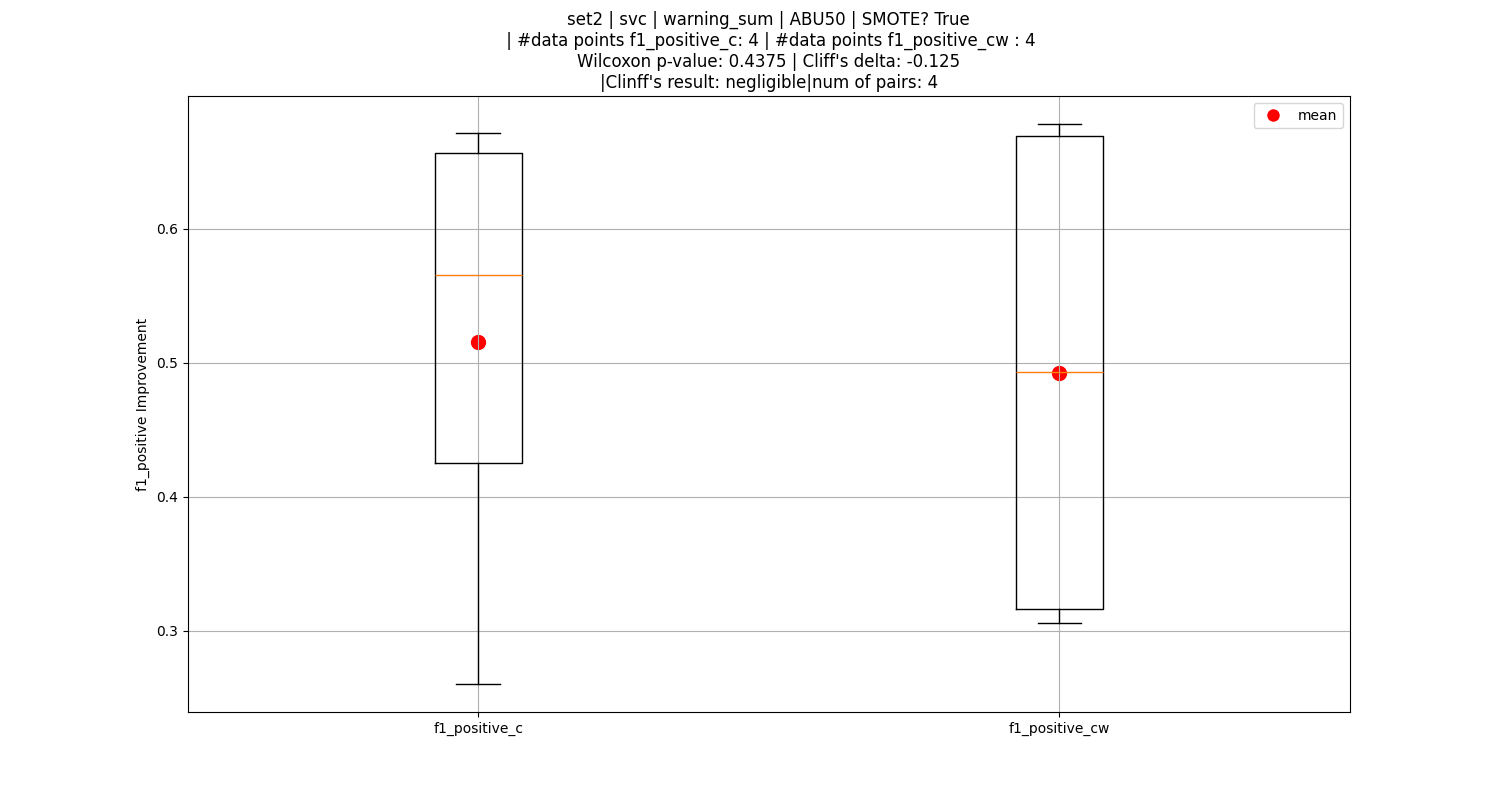 set2 | svc | warning_sum | ABU50 | SMOTE? True
| #data points f1_positive_c: 4 | #data points f1_positive_cw : 4
Wilcoxon p-value: 0.4375 | Cliff's delta: -0.125
|Clinff's result: negligible|num of pairs: 4
mean
0.6
0.5
0.4
0.3
f1_positive Improvement
f1_positive_c
f1_positive_cw